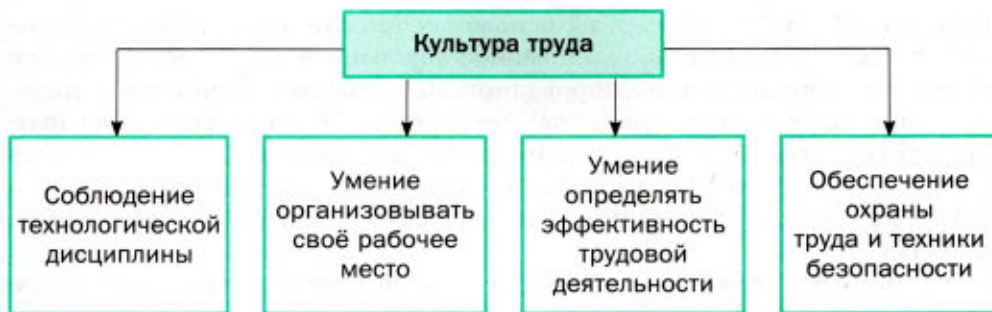 Культура труда
Соблюдение
технологической
дисциплины
Умение
организовывать
своё рабочее
место
Умение
определять
эффективность
трудовой
деятельности
Обеспечение
охраны
труда и техники
безопасности